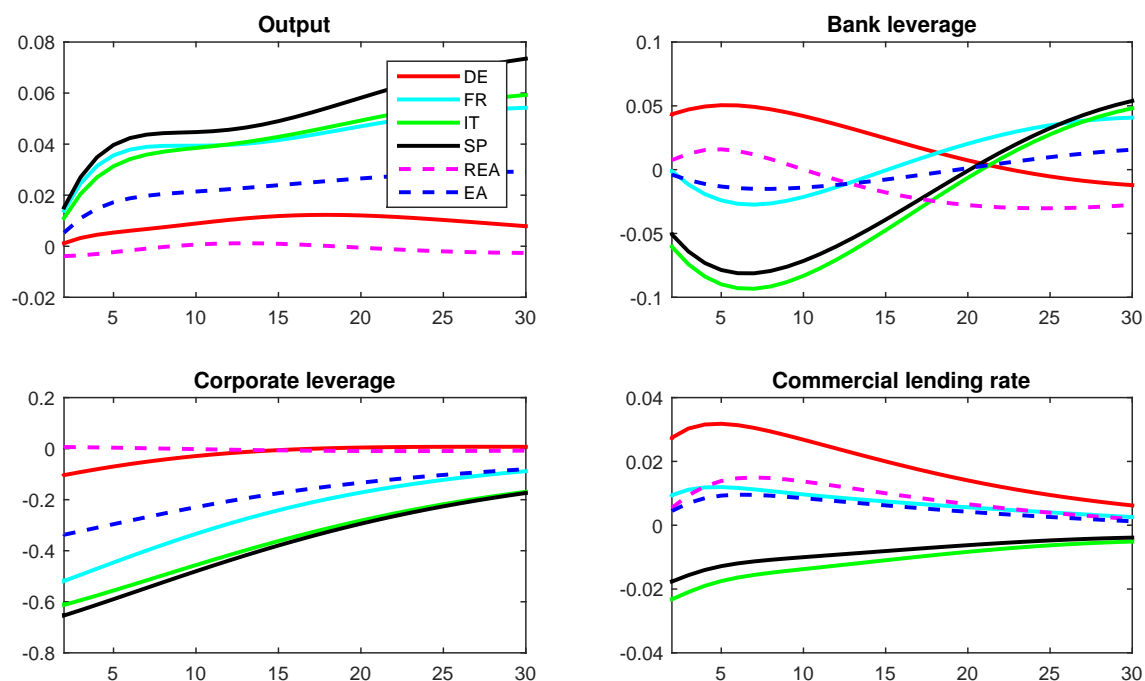 Output
0.08
0.06
0.04
0.02
0
-0.02
5 10 15 20 25 30
DE
FR
IT
SP
REA
EA
Bank leverage
0.1
0.05
0
-0.05
-0.1
5 10 15 20 25 30
Corporate leverage
0.2
0
-0.2
-0.4
-0.6
-0.8
5 10 15 20 25 30
Commercial lending rate
0.04
0.02
0
-0.02
-0.04
5 10 15 20 25 30